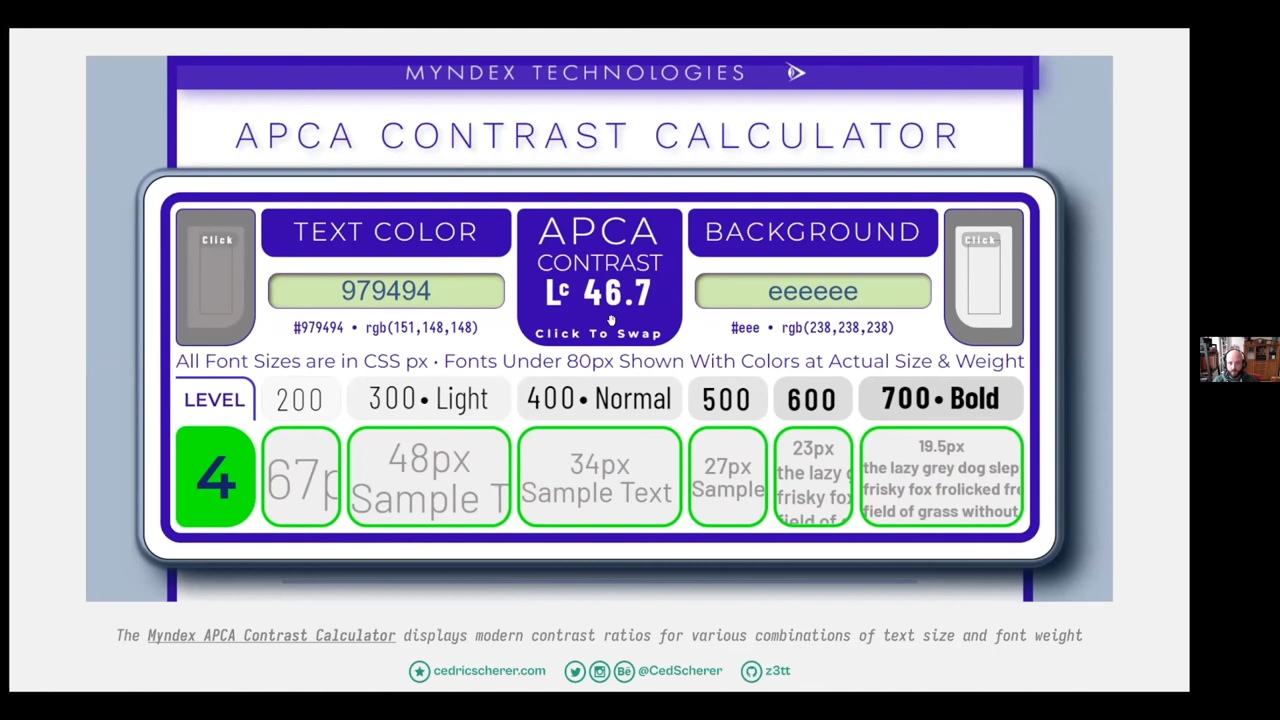 MYNDEX TECHNOLOGIES
APCA CONTRAST CALCULATOR
Click
TEXT COLOR
979494
#979494 • rgb(151,148,148)
APCA
CONTRAST
Lc 46.7
Click To Swap
BACKGROUND
eeeeee
#eee • rgb(238,238,238)
Click
All Font Sizes are in CSS px • Fonts Under 80px Shown With Colors at Actual Size & Weight
LEVEL 200 300• Light 400• Normal 500 600 700• Bold
4
67p
48px
Sample T
34px
Sample Text
27px
Sample
23px
the lazy g
frisky fox
field of
19.5px
the lazy grey dog slep
frisky fox frolicked fre
field of grass without
The Myndex APCA Contrast Calculator displays modern contrast ratios for various combinations of text size and font weight
cedricscherer.com Bē @CedScherer z3tt